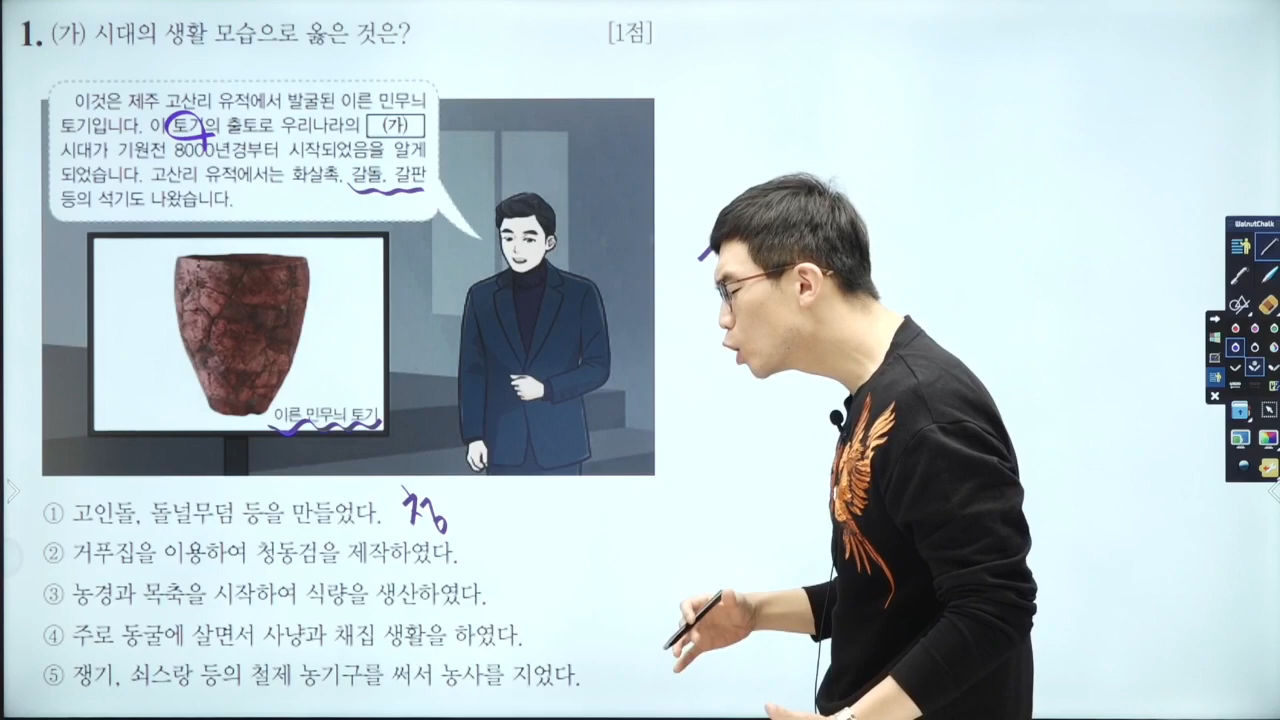 1. (가) 시대의 생활 모습으로 옳은 것은? [1점]
이것은 제주 고산리 유적에서 발굴된 이른 민무늬
토기입니다. 이 토기의 출토로 우리나라의 (가)
시대가 기원전 8000년경부터 시작되었음을 알게
되었습니다. 고산리 유적에서는 화살촉, 갈돌, 갈판
등의 석기도 나왔습니다.
이른 민무늬 토기
① 고인돌, 돌널무덤 등을 만들었다. 청
② 거푸집을 이용하여 청동검을 제작하였다.
③ 농경과 목축을 시작하여 식량을 생산하였다.
④ 주로 동굴에 살면서 사냥과 채집 생활을 하였다.
⑤ 쟁기, 쇠스랑 등의 철제 농기구를 써서 농사를 지었다.
WalnutChalk